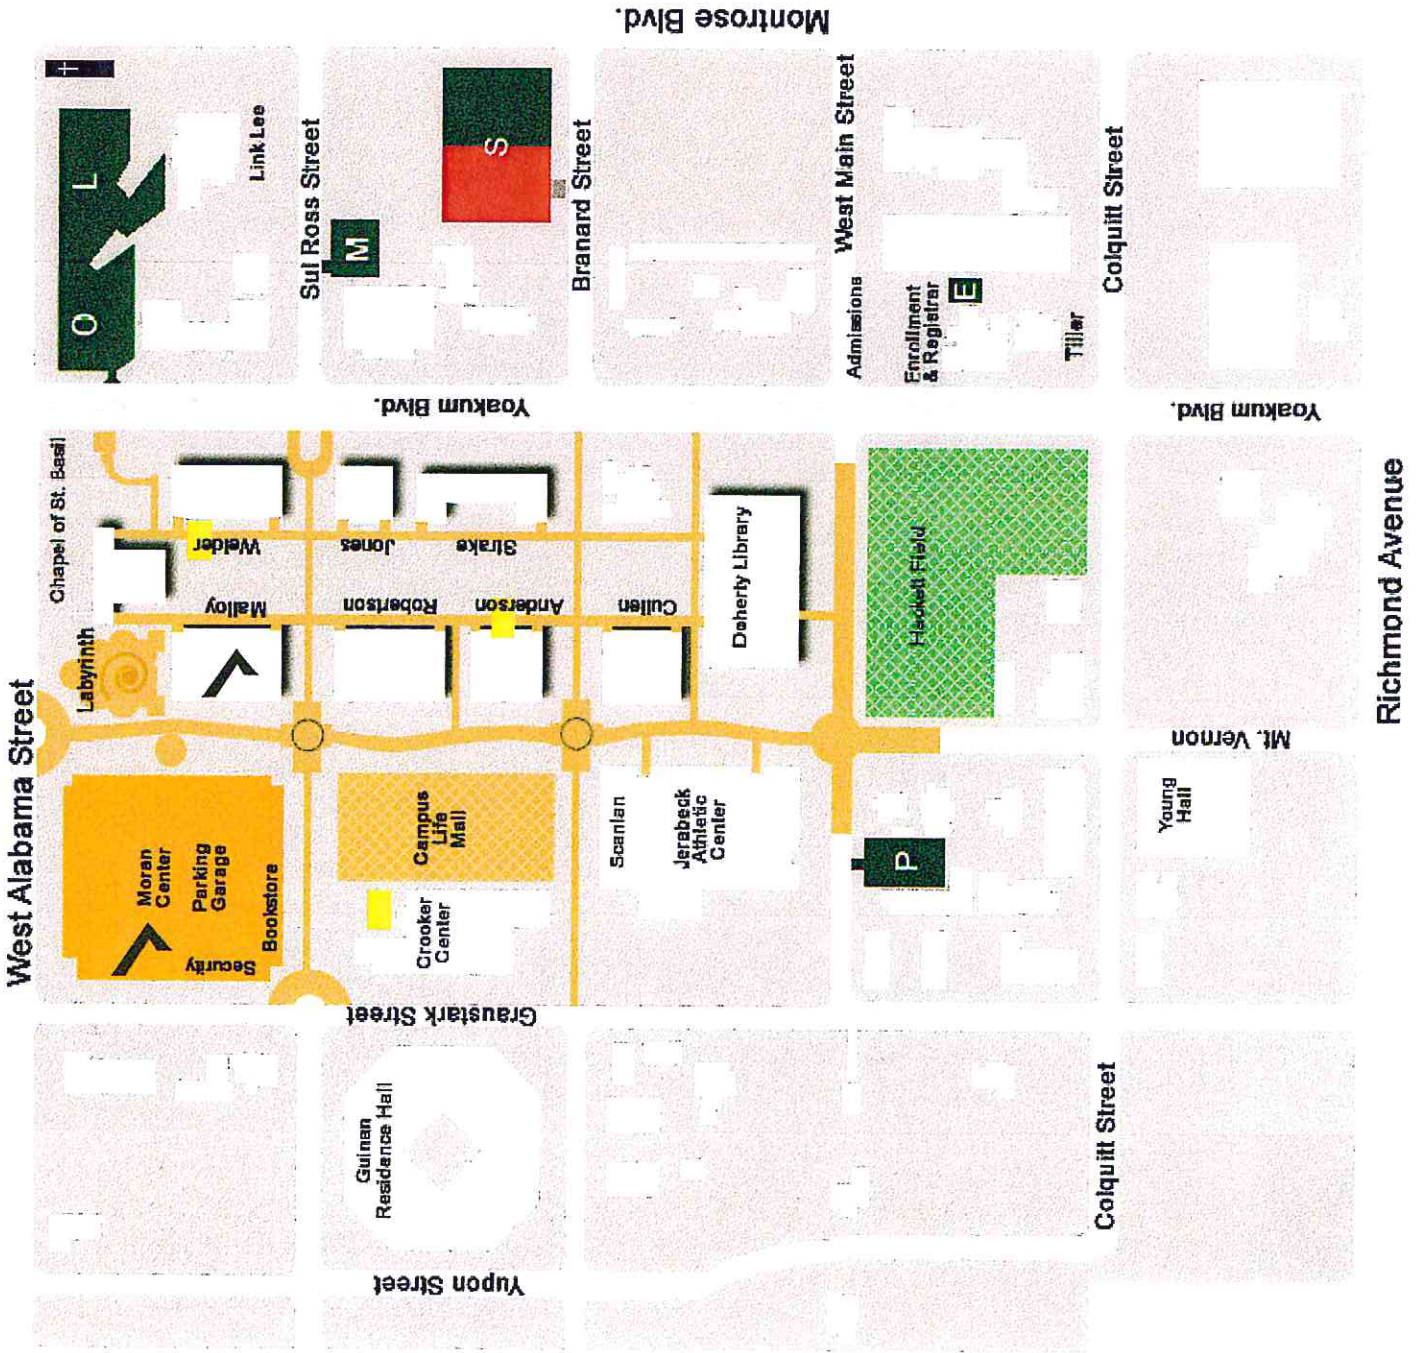 Montrose Blvd.
†
L
O
Link Lee
Sul Ross Street
M
S
Branard Street
West Main Street
Admissions
Enrollment
& Registrar
E
Tiller
Colquitt Street
Yoakum Blvd.
Yoakum Blvd.
Chapel of St. Basil
Welder
Jones
Strake
Malloy
Robertson
Anderson
Cullen
Doherty Library
Hackett Field
Labyrinth
West Alabama Street
Richmond Avenue
Mt. Vernon
Moran
Center
Parking
Garage
Bookstore
Security
Campus
Life
Mall
Crooker
Center
Scanlan
Jerabeck
Athletic
Center
P
Young
Hall
Graustark Street
Guinan
Residence Hall
Yupon Street
Colquitt Street